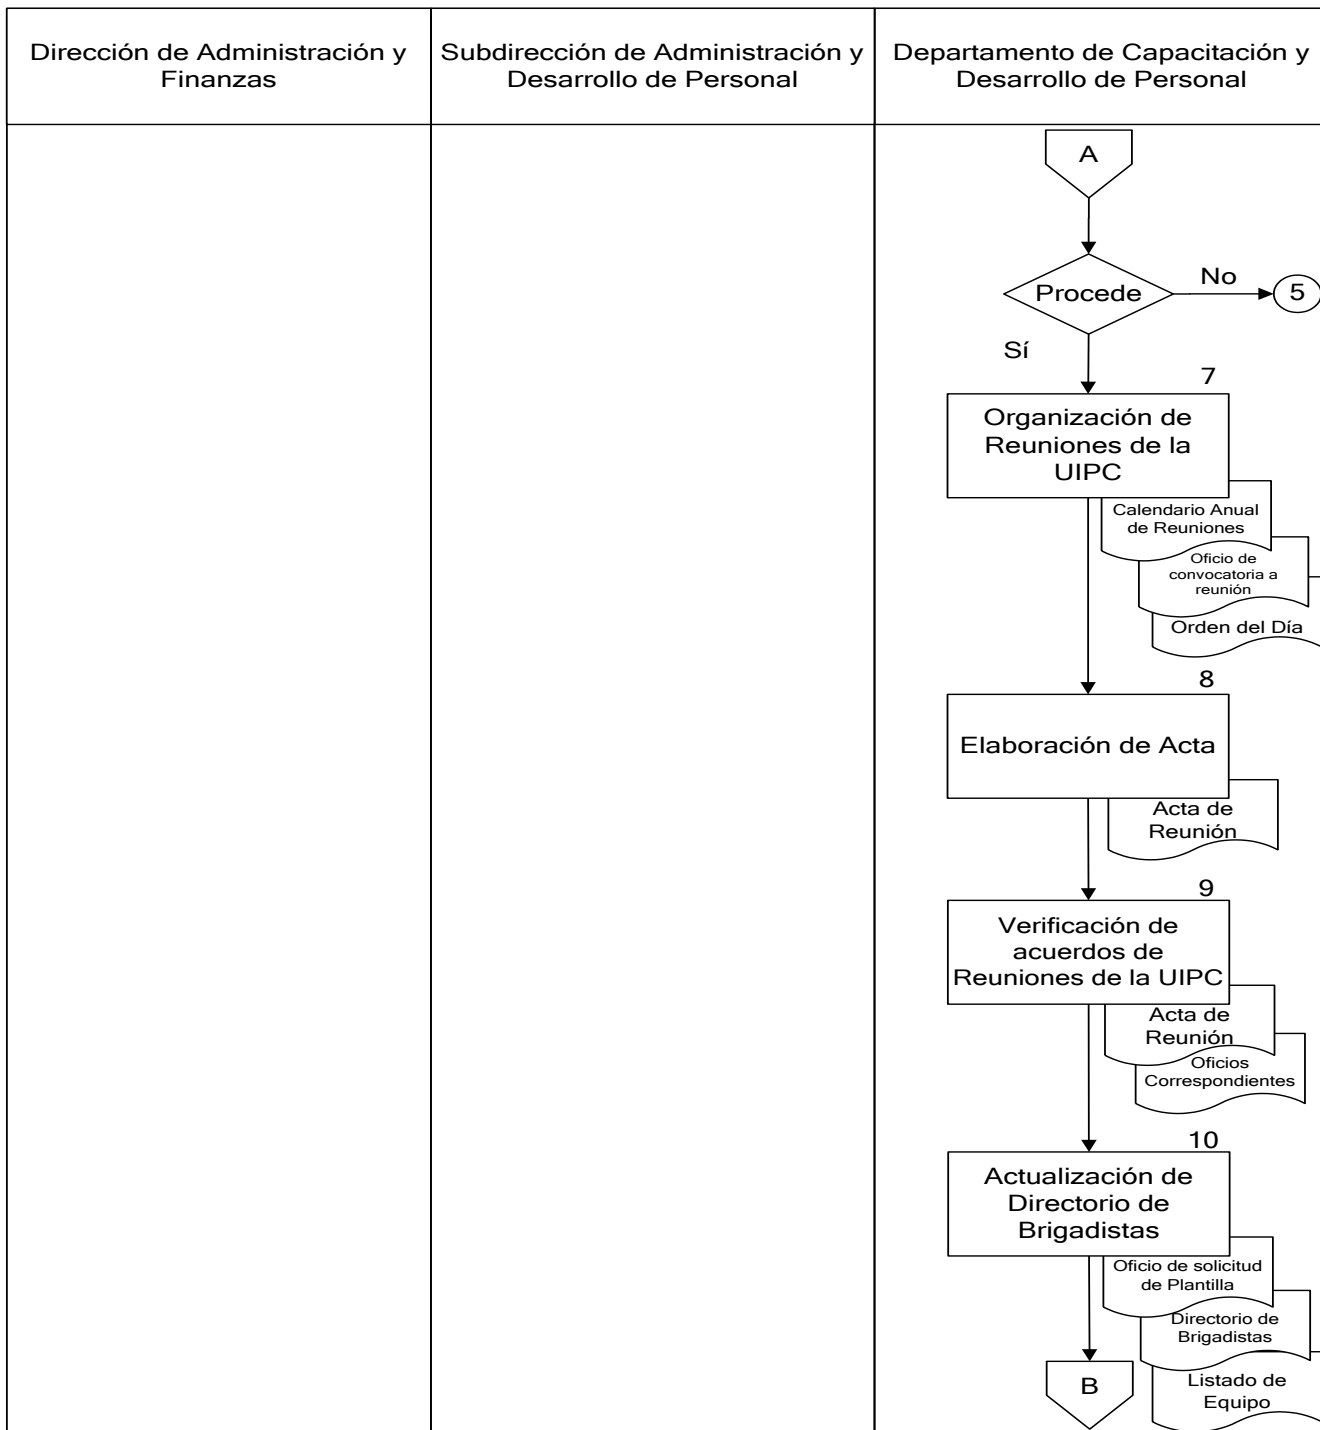 Dirección de Administración y
Finanzas
Subdirección de Administración y
Desarrollo de Personal
Departamento de Capacitación y
Desarrollo de Personal
A
Procede
No
5
Sí
7
Organización de
Reuniones de la
UIPC
Calendario Anual
de Reuniones
Oficio de
convocatoria a
reunión
Orden del Día
8
Elaboración de Acta
Acta de
Reunión
9
Verificación de
acuerdos de
Reuniones de la UIPC
Acta de
Reunión
Oficios
Correspondientes
10
Actualización de
Directorio de
Brigadistas
Oficio de solicitud
de Plantilla
Directorio de
Brigadistas
Listado de
Equipo
B